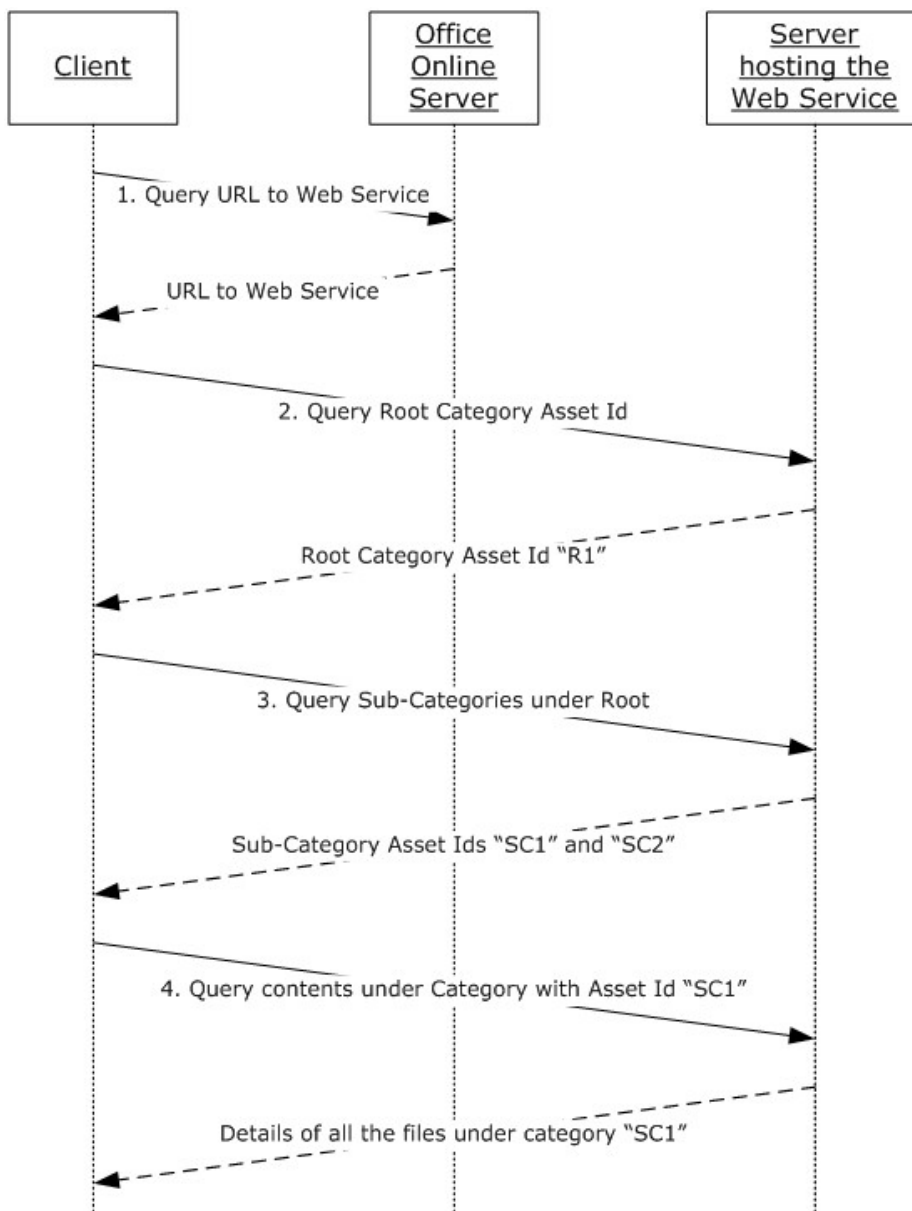 Client
Office
Online
Server
Server
hosting the
Web Service
1. Query URL to Web Service
URL to Web Service
2. Query Root Category Asset Id
Root Category Asset Id “R1”
3. Query Sub-Categories under Root
Sub-Category Asset Ids “SC1” and “SC2”
4. Query contents under Category with Asset Id “SC1”
Details of all the files under category “SC1”